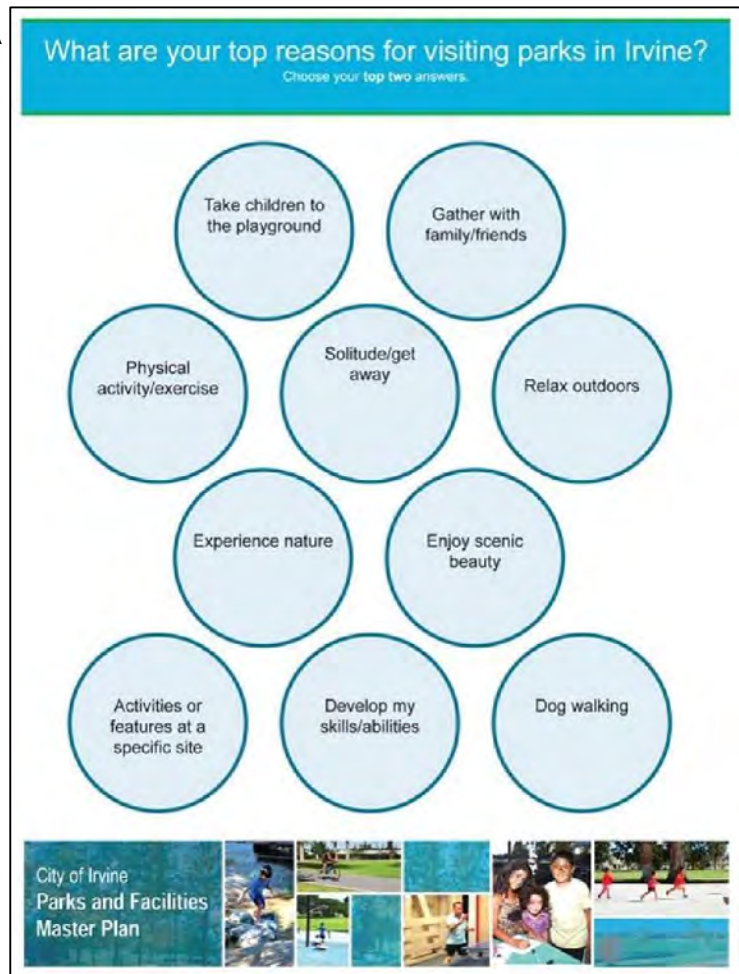 What are your top reasons for visiting parks in Irvine?
Choose your top two answers.
Take children to
the playground
Gather with
family/friends
Physical
activity/exercise
Solitude/get
away
Relax outdoors
Experience nature
Enjoy scenic
beauty
Activities or
features at a
specific site
Develop my
skills/abilities
Dog walking
City of Irvine
Parks and Facilities
Master Plan